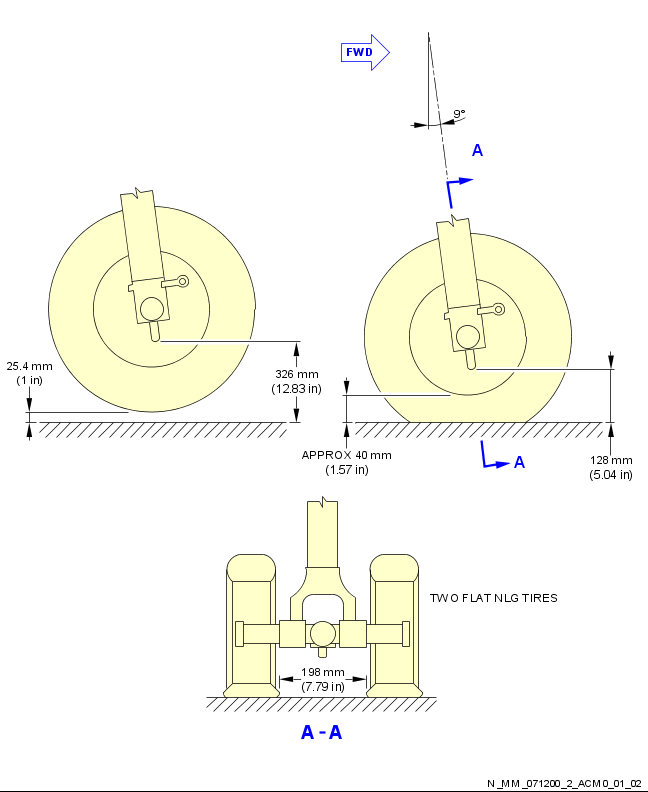 FWD
9°
A
25.4 mm
(1 in)
326 mm
(12.83 in)
APPROX 40 mm
(1.57 in)
A
128 mm
(5.04 in)
TWO FLAT NLG TIRES
198 mm
(7.79 in)
A - A
N_MM_071200_2_ACM0_01_02